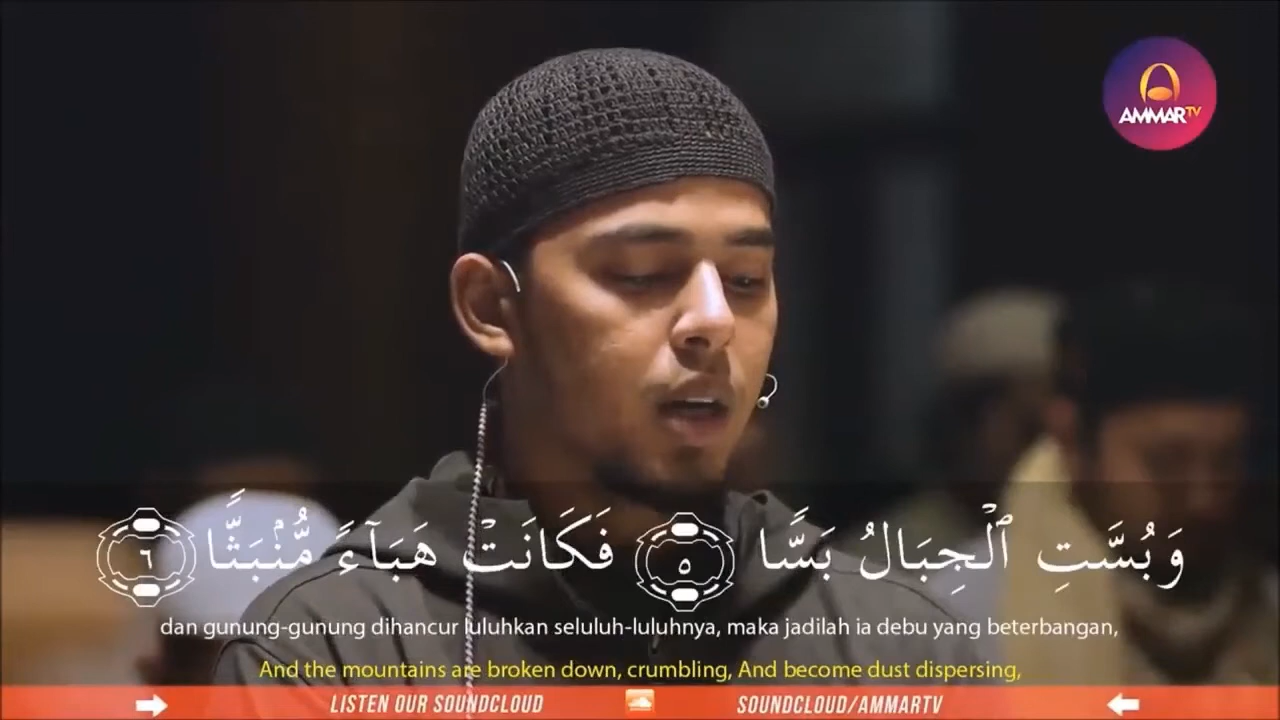 AMMARTV
وَبُسَّتِ ٱلْجِبَالُ بَسًّا ٥ فَكَانَتْ هَبَآءً مُّنۢبَثًّا ٦
dan gunung-gunung dihancur luluhkan seluluh-luluhnya, maka jadilah ia debu yang beterbangan,
And the mountains are broken down, crumbling, And become dust dispersing,
LISTEN OUR SOUNDCLOUD SOUNDCLOUD/AMMARTV